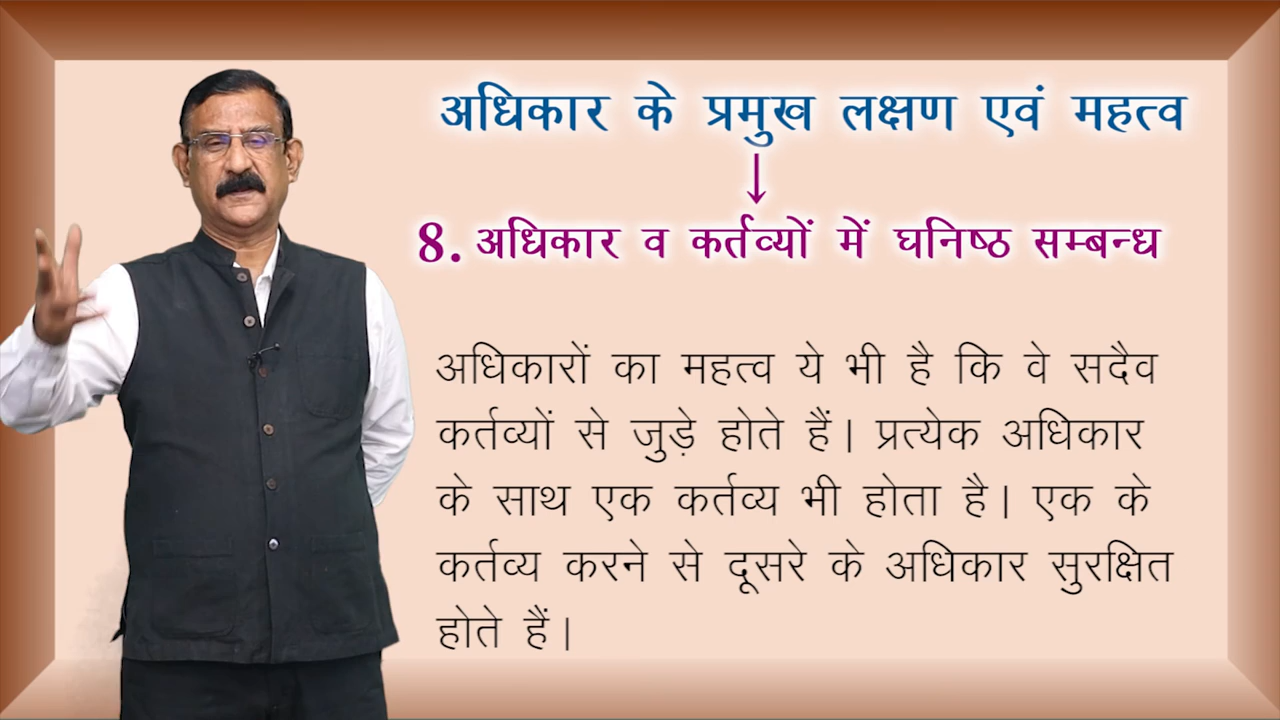 अधिकार के प्रमुख लक्षण एवं महत्व
↓
8. अधिकार व कर्तव्यों में घनिष्ठ सम्बन्ध
अधिकारों का महत्व ये भी है कि वे सदैव
कर्तव्यों से जुड़े होते हैं। प्रत्येक अधिकार
के साथ एक कर्तव्य भी होता है। एक के
कर्तव्य करने से दूसरे के अधिकार सुरक्षित
होते हैं।